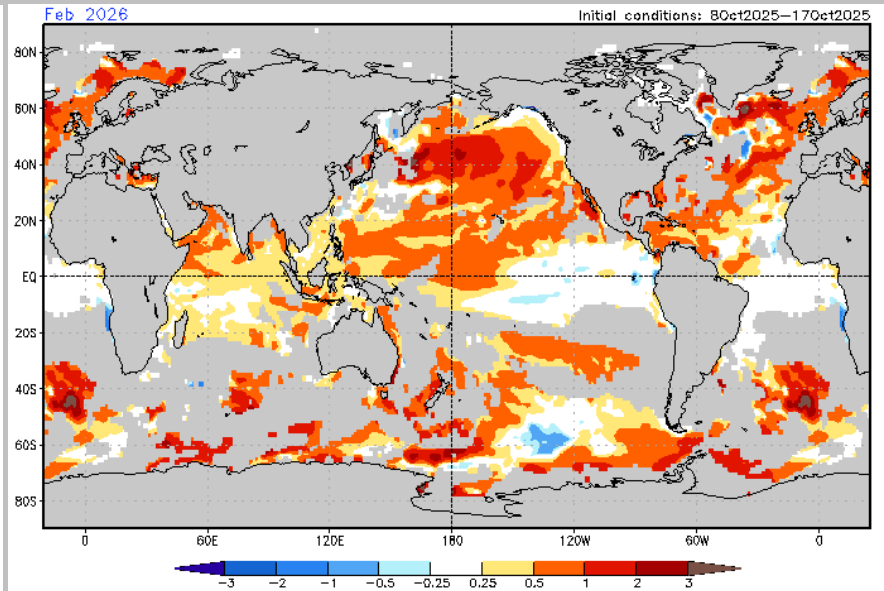 Feb 2026
Initial conditions: 8Oct2025−17Oct2025
80N
60N
40N
20N
EQ
20S
40S
60S
80S
0 60E 120E 180 120W 60W 0
−3 −2 −1 −0.5 −0.25 0.25 0.5 1 2 3